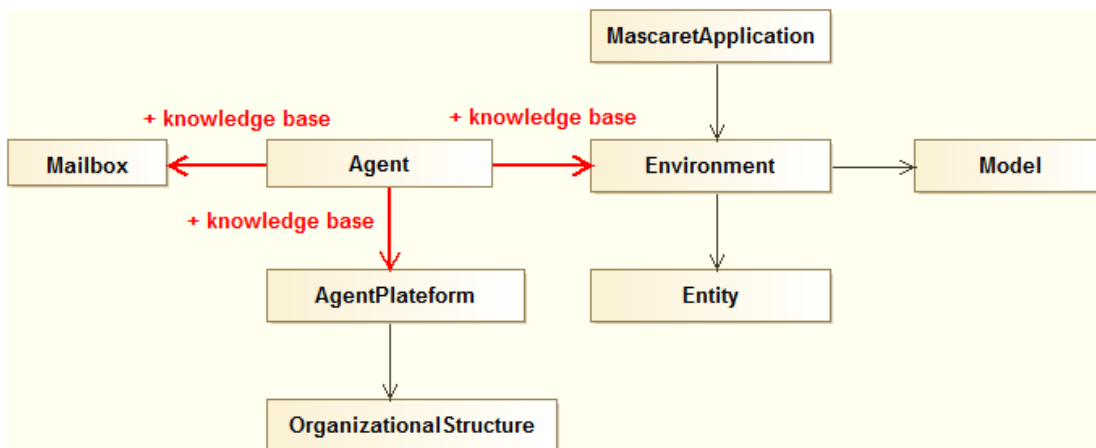 MascaretApplication
+ knowledge base
+ knowledge base
Mailbox
Agent
Environment
Model
+ knowledge base
AgentPlateform
Entity
OrganizationalStructure